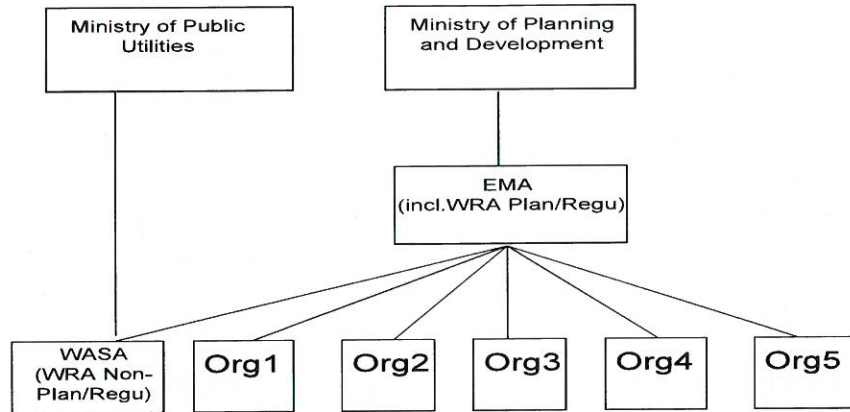 Ministry of Public
Utilities
Ministry of Planning
and Development
EMA
(incl.WRA Plan/Regu)
WASA
(WRA Non-
Plan/Regu)
Org1
Org2
Org3
Org4
Org5